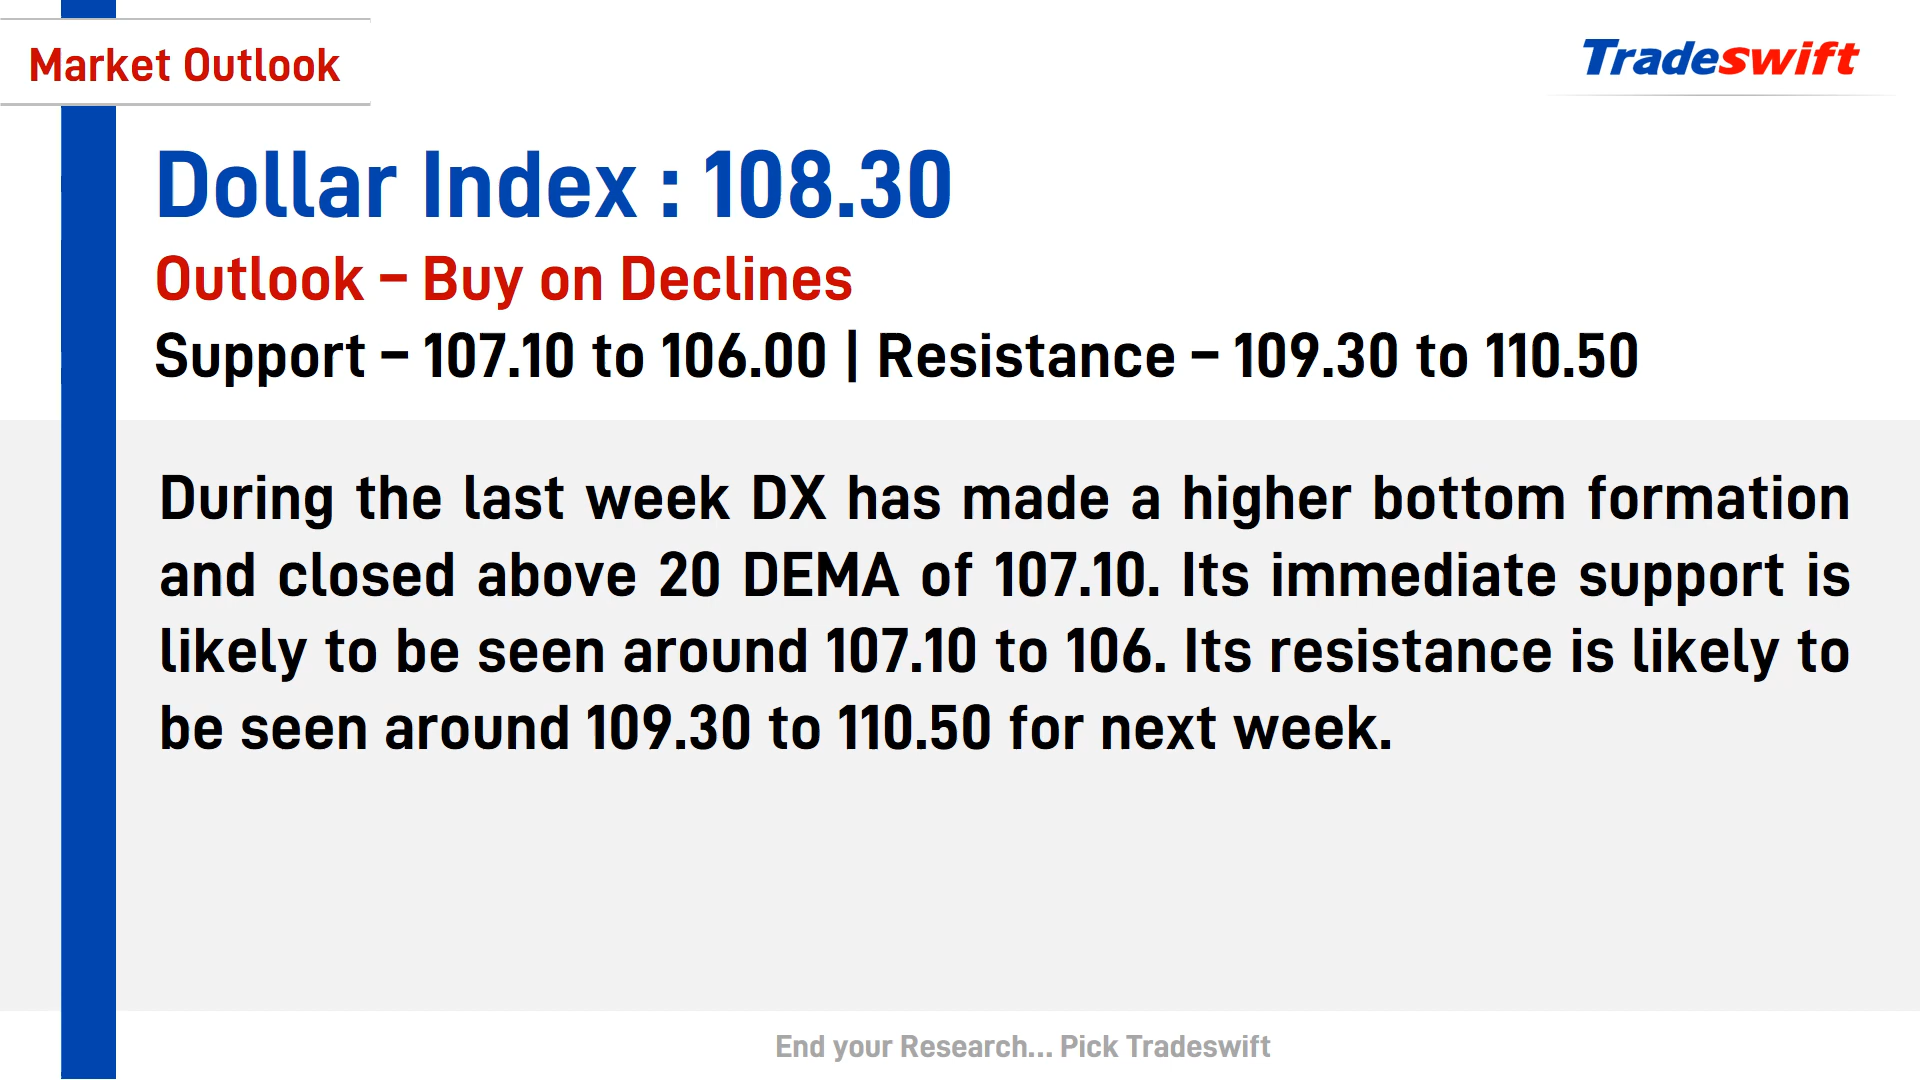 Market Outlook
Tradeswift
Dollar Index : 108.30
Outlook – Buy on Declines
Support – 107.10 to 106.00 | Resistance – 109.30 to 110.50
During the last week DX has made a higher bottom formation
and closed above 20 DEMA of 107.10. Its immediate support is
likely to be seen around 107.10 to 106. Its resistance is likely to
be seen around 109.30 to 110.50 for next week.
End your Research... Pick Tradeswift